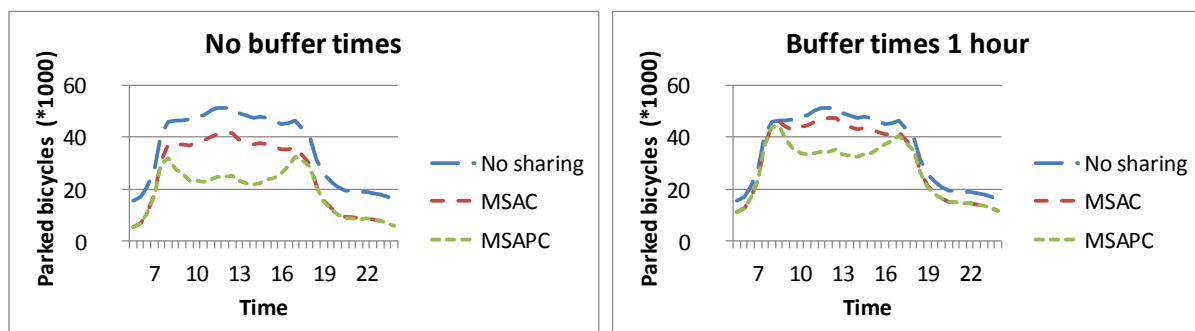 No buffer times
Parked bicycles (*1000)
60
40
20
0
7 10 13 16 19 22
Time
No sharing
MSAC
MSAPC
Buffer times 1 hour
Parked bicycles (*1000)
60
40
20
0
7 10 13 16 19 22
Time
No sharing
MSAC
MSAPC